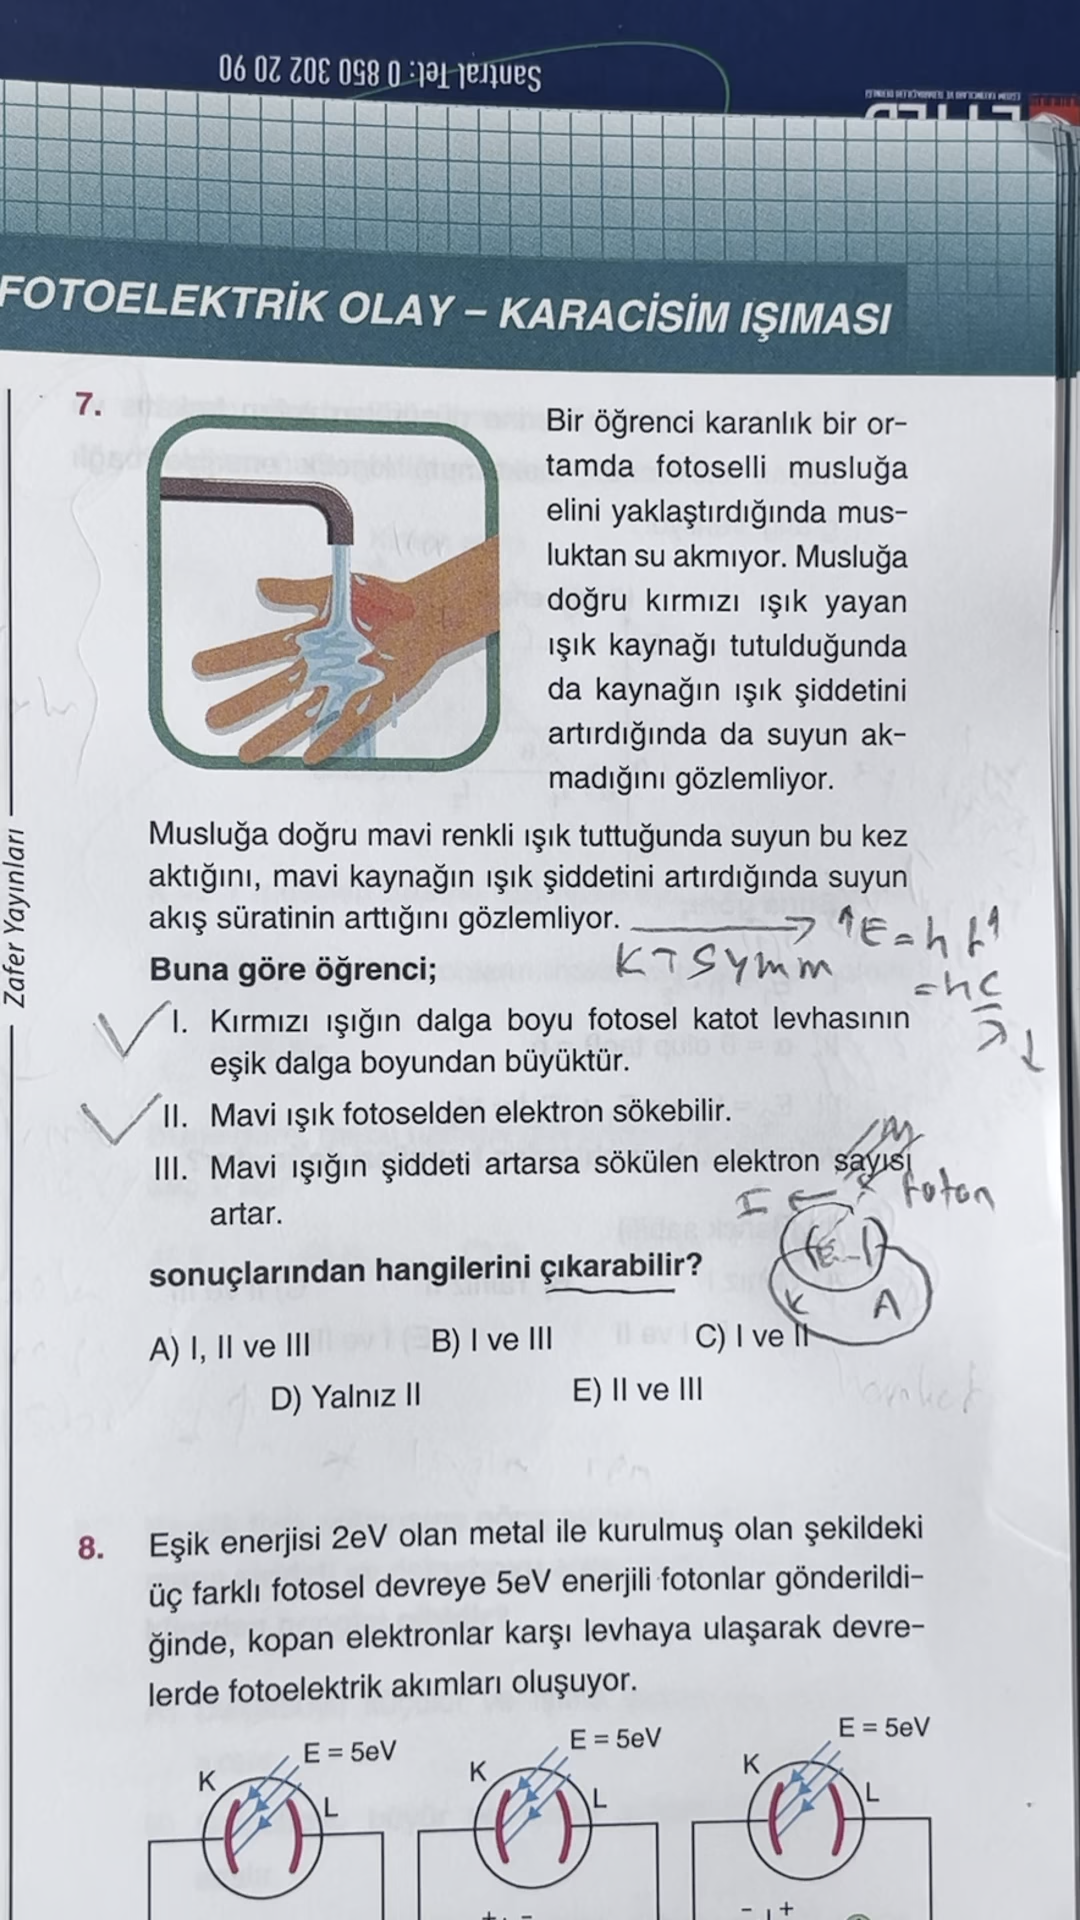 Santral Tel: 0 850 302 20 90
FOTOELEKTRİK OLAY – KARACİSİM IŞIMASI
7.
Bir öğrenci karanlık bir or-
tamda fotoselli musluğa
elini yaklaştırdığında mus-
luktan su akmıyor. Musluğa
doğru kırmızı ışık yayan
ışık kaynağı tutulduğunda
da kaynağın ışık şiddetini
artırdığında da suyun ak-
madığını gözlemliyor.
Musluğa doğru mavi renkli ışık tuttuğunda suyun bu kez
aktığını, mavi kaynağın ışık şiddetini artırdığında suyun
akış süratinin arttığını gözlemliyor.
→ ↑E=hf↑
KTSYMM
=hc
λ↓
Buna göre öğrenci;
I. Kırmızı ışığın dalga boyu fotosel katot levhasının
eşik dalga boyundan büyüktür.
II. Mavi ışık fotoselden elektron sökebilir.
III. Mavi ışığın şiddeti artarsa sökülen elektron sayısı
artar.
M
foton
I ←
K A
sonuçlarından hangilerini çıkarabilir?
A) I, II ve III B) I ve III C) I ve II
D) Yalnız II E) II ve III
8. Eşik enerjisi 2eV olan metal ile kurulmuş olan şekildeki
üç farklı fotosel devreye 5eV enerjili fotonlar gönderildi-
ğinde, kopan elektronlar karşı levhaya ulaşarak devre-
lerde fotoelektrik akımları oluşuyor.
K E = 5eV L
K E = 5eV L
K E = 5eV L
+ -
- +
Zafer Yayınları